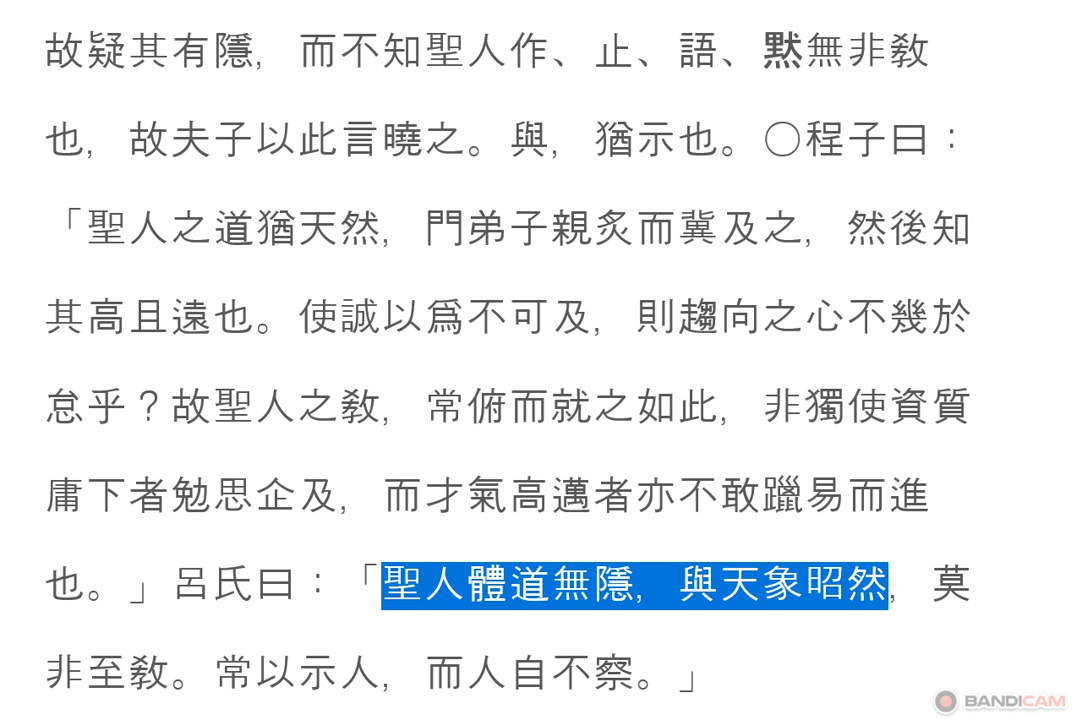 故疑其有隱，而不知聖人作、止、語、黙無非教
也，故夫子以此言曉之。與，猶示也。〇程子曰：
「聖人之道猶天然，門弟子親炙而冀及之，然後知
其高且遠也。使誠以爲不可及，則趨向之心不幾於
怠乎？故聖人之教，常俯而就之如此，非獨使資質
庸下者勉思企及，而才氣高邁者亦不敢躐易而進
也。」呂氏曰：「聖人體道無隱，與天象昭然，莫
非至教。常以示人，而人自不察。」
BANDICAM